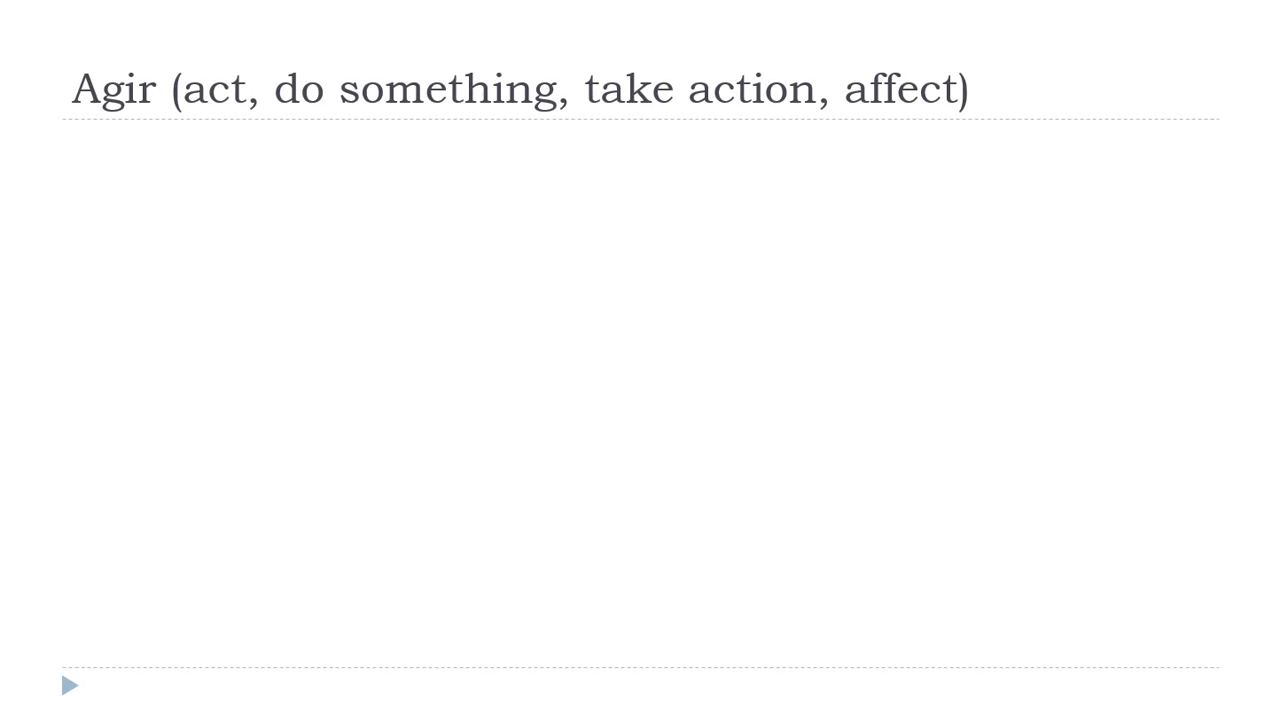 Agir (act, do something, take action, affect)